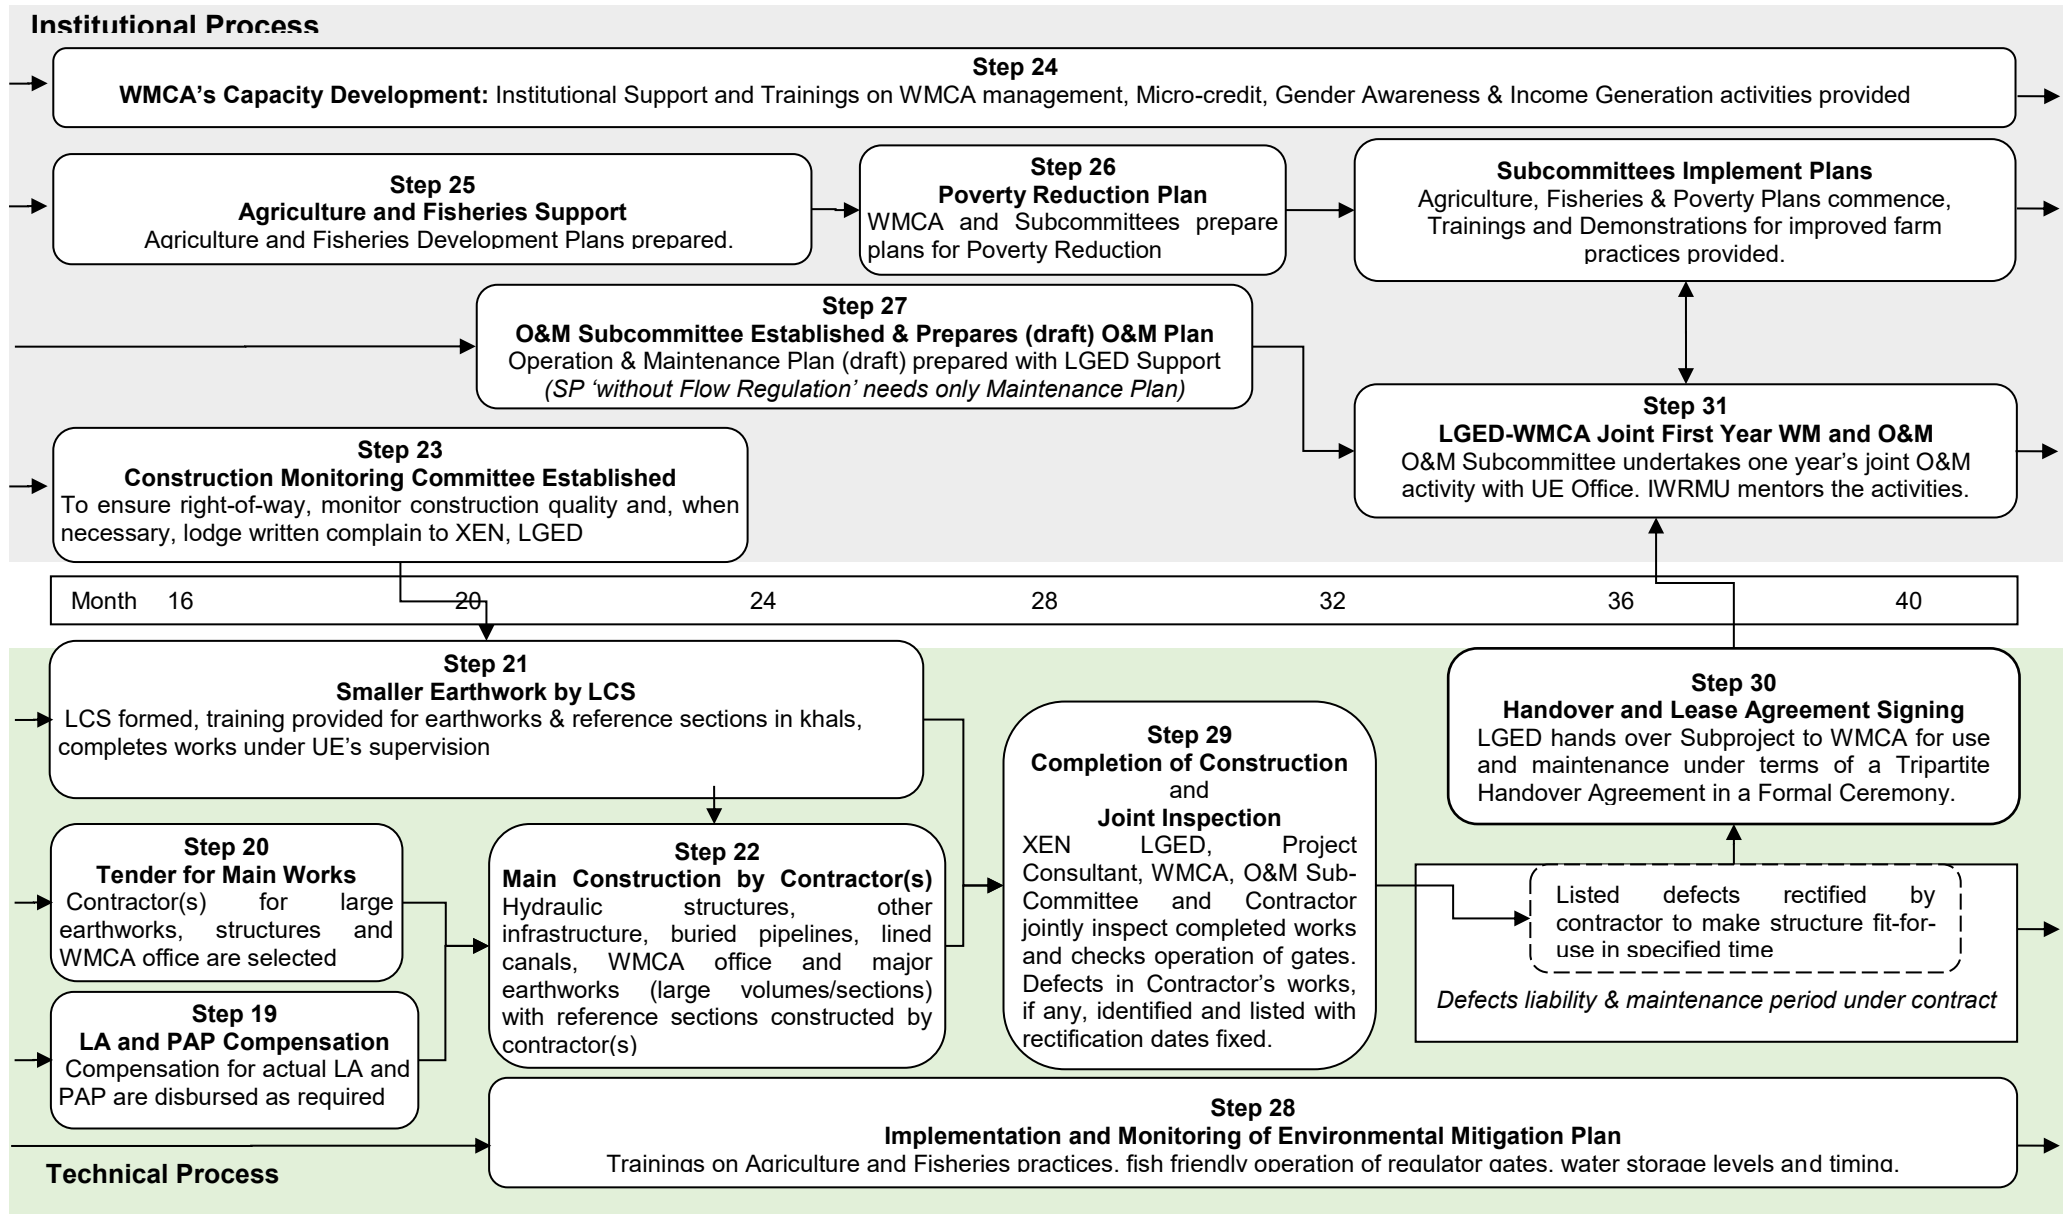 Institutional Process
Step 24
WMCA's Capacity Development: Institutional Support and Trainings on WMCA management, Micro-credit, Gender Awareness & Income Generation activities provided
Step 25
Agriculture and Fisheries Support
Agriculture and Fisheries Development Plans prepared.
Step 26
Poverty Reduction Plan
WMCA and Subcommittees prepare
plans for Poverty Reduction
Subcommittees Implement Plans
Agriculture, Fisheries & Poverty Plans commence,
Trainings and Demonstrations for improved farm
practices provided.
Step 27
O&M Subcommittee Established & Prepares (draft) O&M Plan
Operation & Maintenance Plan (draft) prepared with LGED Support
(SP 'without Flow Regulation' needs only Maintenance Plan)
Step 31
LGED-WMCA Joint First Year WM and O&M
O&M Subcommittee undertakes one year's joint O&M
activity with UE Office. IWRMU mentors the activities.
Step 23
Construction Monitoring Committee Established
To ensure right-of-way, monitor construction quality and, when
necessary, lodge written complain to XEN, LGED
Month 16 20 24 28 32 36 40
Step 21
Smaller Earthwork by LCS
LCS formed, training provided for earthworks & reference sections in khals,
completes works under UE's supervision
Step 30
Handover and Lease Agreement Signing
LGED hands over Subproject to WMCA for use
and maintenance under terms of a Tripartite
Handover Agreement in a Formal Ceremony.
Step 29
Completion of Construction
and
Joint Inspection
XEN LGED, Project
Consultant, WMCA, O&M Sub-
Committee and Contractor
jointly inspect completed works
and checks operation of gates.
Defects in Contractor's works,
if any, identified and listed with
rectification dates fixed.
Step 20
Tender for Main Works
Contractor(s) for large
earthworks, structures and
WMCA office are selected
Step 22
Main Construction by Contractor(s)
Hydraulic structures, other
infrastructure, buried pipelines, lined
canals, WMCA office and major
earthworks (large volumes/sections)
with reference sections constructed by
contractor(s)
Listed defects rectified by
contractor to make structure fit-for-
use in specified time
Defects liability & maintenance period under contract
Step 19
LA and PAP Compensation
Compensation for actual LA and
PAP are disbursed as required
Step 28
Implementation and Monitoring of Environmental Mitigation Plan
Trainings on Agriculture and Fisheries practices, fish friendly operation of regulator gates, water storage levels and timing.
Technical Process